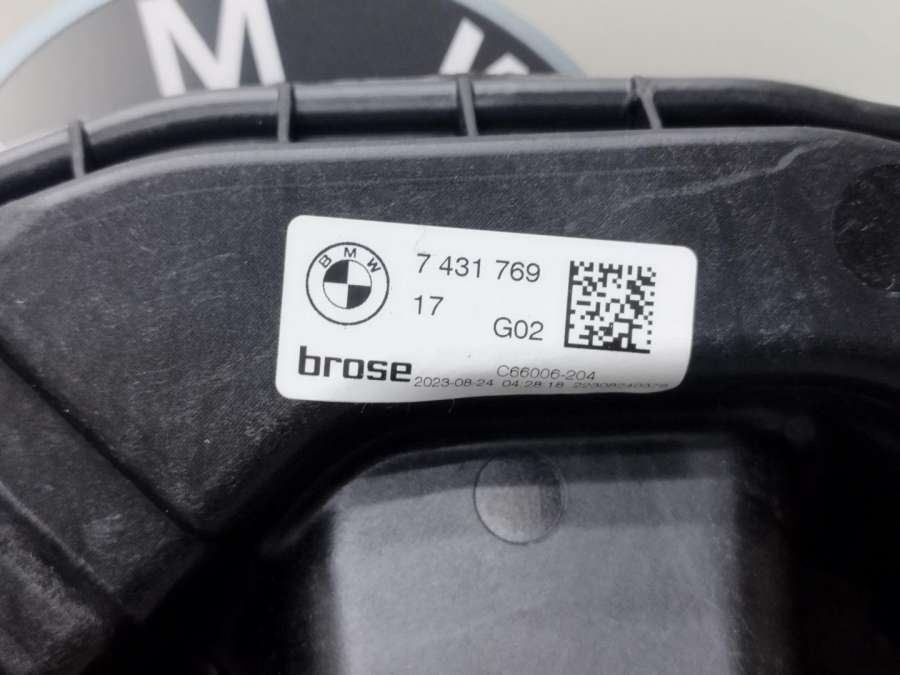 M
BMW
7 431 769
17
G02
brose
C66006-204
2023-08-24 04:28:18